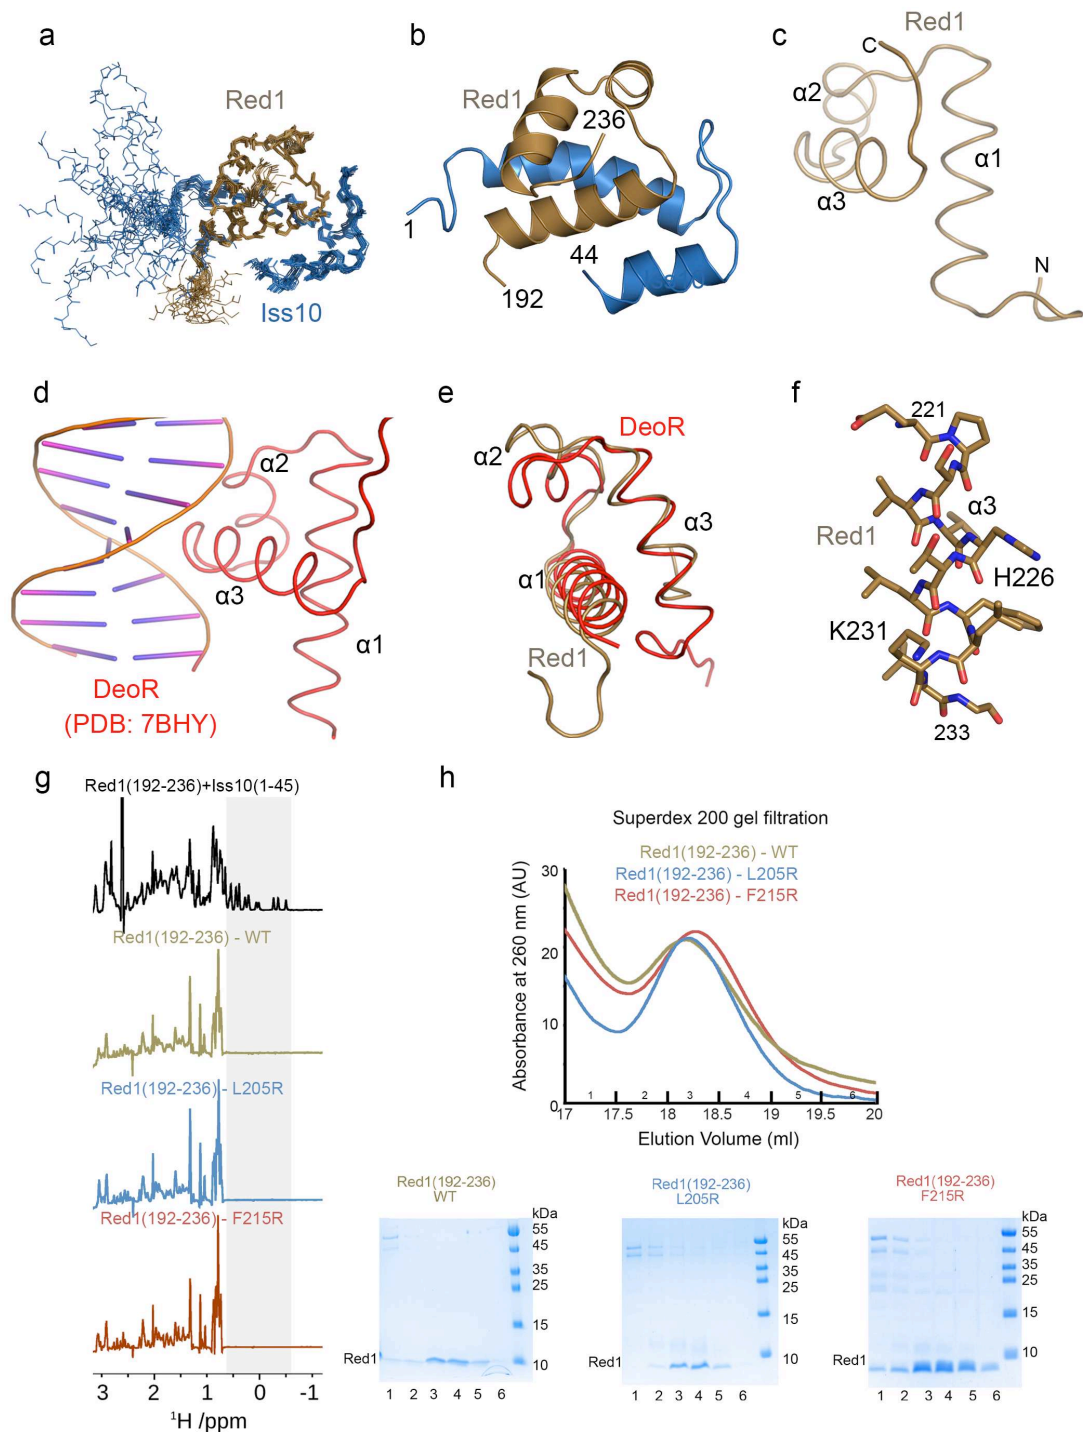 a
Red1
Iss10
b
Red1
236
1
44
192
c
Red1
C
α2
α1
α3
N
d
α2
α3
α1
DeoR
(PDB: 7BHY)
e
DeoR
α2
α3
α1
Red1
f
221
α3
Red1
H226
K231
233
g
Red1(192-236)+Iss10(1-45)
Red1(192-236) - WT
Red1(192-236) - L205R
Red1(192-236) - F215R
3 2 1 0 -1
¹H /ppm
h
Superdex 200 gel filtration
Red1(192-236) - WT
Red1(192-236) - L205R
Red1(192-236) - F215R
Absorbance at 260 nm (AU)
30
20
10
0
1 2 3 4 5 6
17 17.5 18 18.5 19 19.5 20
Elution Volume (ml)
Red1(192-236)
WT
kDa
55
45
35
25
15
10
Red1
1 2 3 4 5 6
Red1(192-236)
L205R
kDa
55
45
35
25
15
10
Red1
1 2 3 4 5 6
Red1(192-236)
F215R
kDa
55
45
35
25
15
10
Red1
1 2 3 4 5 6